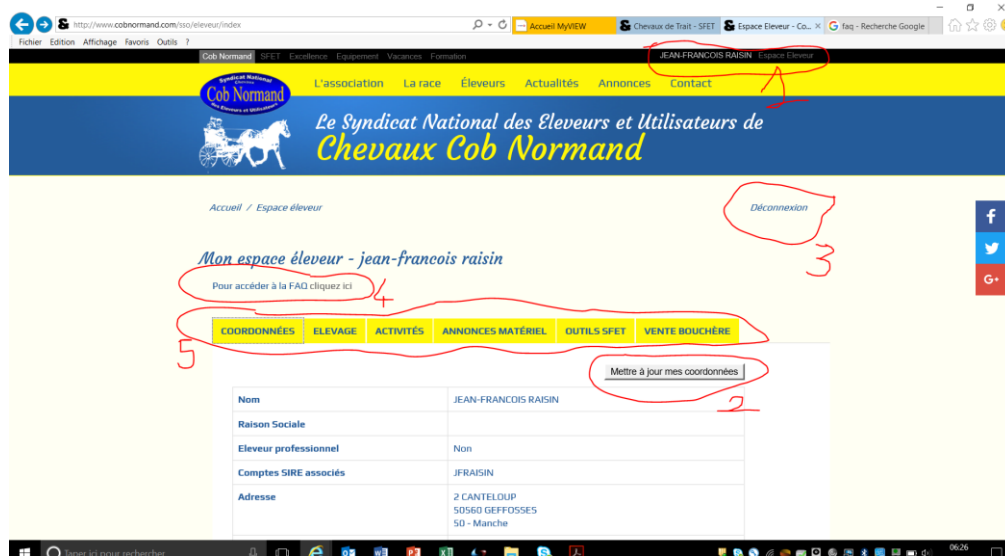 http://www.cobnormand.com/sso/eleveur/index
Accueil MyVIEW
Chevaux de Trait - SFET
Espace Eleveur - Co...
faq - Recherche Google
Fichier Edition Affichage Favoris Outils ?
Cob Normand SFET Excellence Equipement Vacances Formation
JEAN-FRANCOIS RAISIN Espace Eleveur
1
Syndicat National
Cob Normand
des Eleveurs et Utilisateurs
L'association La race Éleveurs Actualités Annonces Contact
Le Syndicat National des Eleveurs et Utilisateurs de
Chevaux Cob Normand
Accueil / Espace éleveur
Déconnexion
3
f
G+
Mon espace éleveur - jean-francois raisin
Pour accéder à la FAQ cliquez ici
4
COORDONNÉES ELEVAGE ACTIVITÉS ANNONCES MATÉRIEL OUTILS SFET VENTE BOUCHÈRE
5
Mettre à jour mes coordonnées
2
Nom JEAN-FRANCOIS RAISIN
Raison Sociale
Eleveur professionnel Non
Comptes SIRE associés JFRAISIN
Adresse 2 CANTELOUP
50560 GEFFOSSES
50 - Manche
Taper ici pour rechercher
06:26